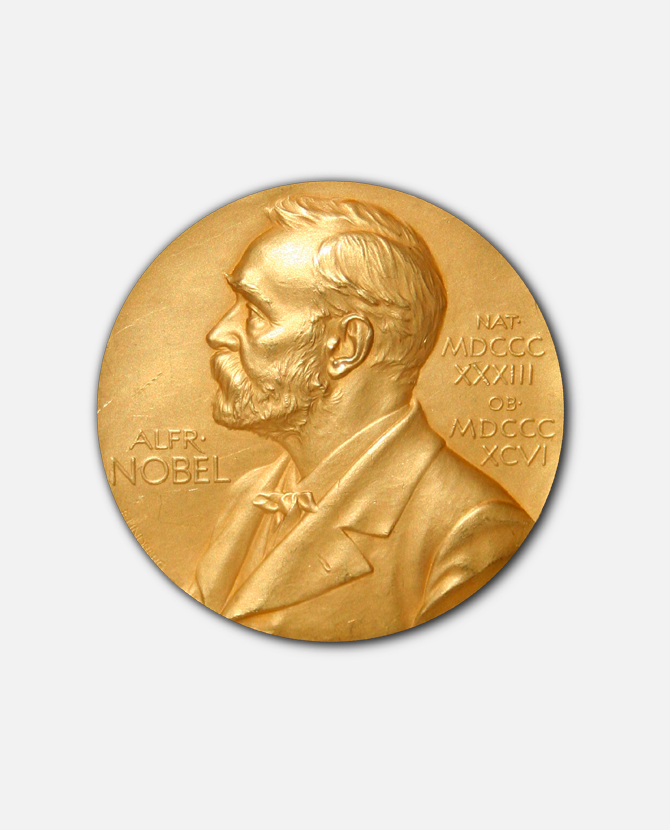 ALFR·
NOBEL
NAT·
MDCCC
XXXIII
OB·
MDCCC
XCVI